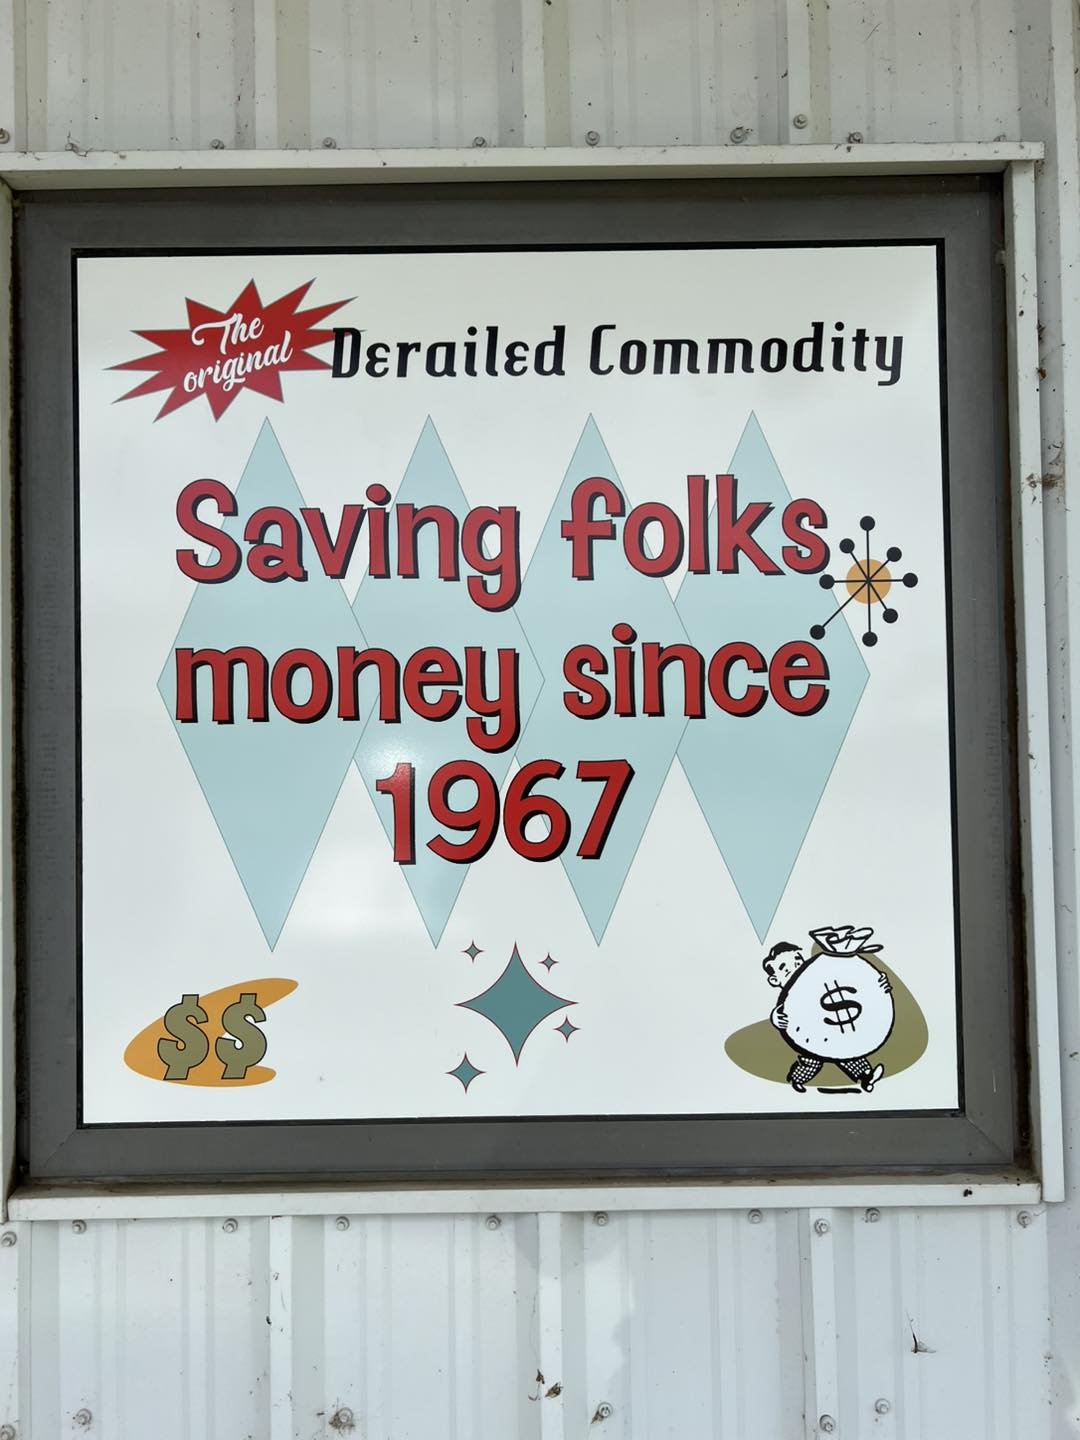 The
original
Derailed Commodity
Saving folks
money since
1967
$$
$